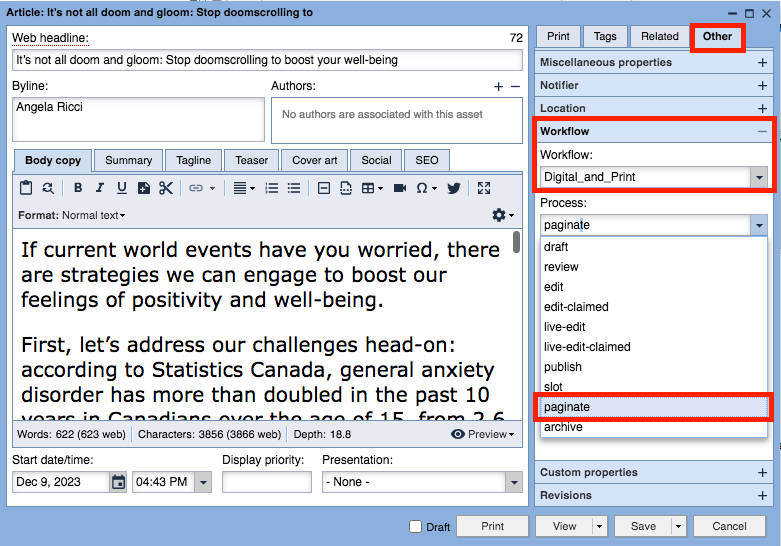 Article: It's not all doom and gloom: Stop doomscrolling to
Web headline:
72
It's not all doom and gloom: Stop doomscrolling to boost your well-being
Byline:
Authors:
Angela Ricci
No authors are associated with this asset
Body copy
Summary
Tagline
Teaser
Cover art
Social
SEO
B I U
Format: Normal text
If current world events have you worried, there
are strategies we can engage to boost our
feelings of positivity and well-being.
First, let's address our challenges head-on:
according to Statistics Canada, general anxiety
disorder has more than doubled in the past 10
years in Canadians over the age of 15, from 2.6
Words: 622 (623 web)
Characters: 3856 (3866 web)
Depth: 18.8
Preview
Start date/time:
Display priority:
Presentation:
Dec 9, 2023
04:43 PM
- None -
Print
Tags
Related
Other
Miscellaneous properties
Notifier
Location
Workflow
Workflow:
Digital_and_Print
Process:
paginate
draft
review
edit
edit-claimed
live-edit
live-edit-claimed
publish
slot
paginate
archive
Custom properties
Revisions
Draft
Print
View
Save
Cancel